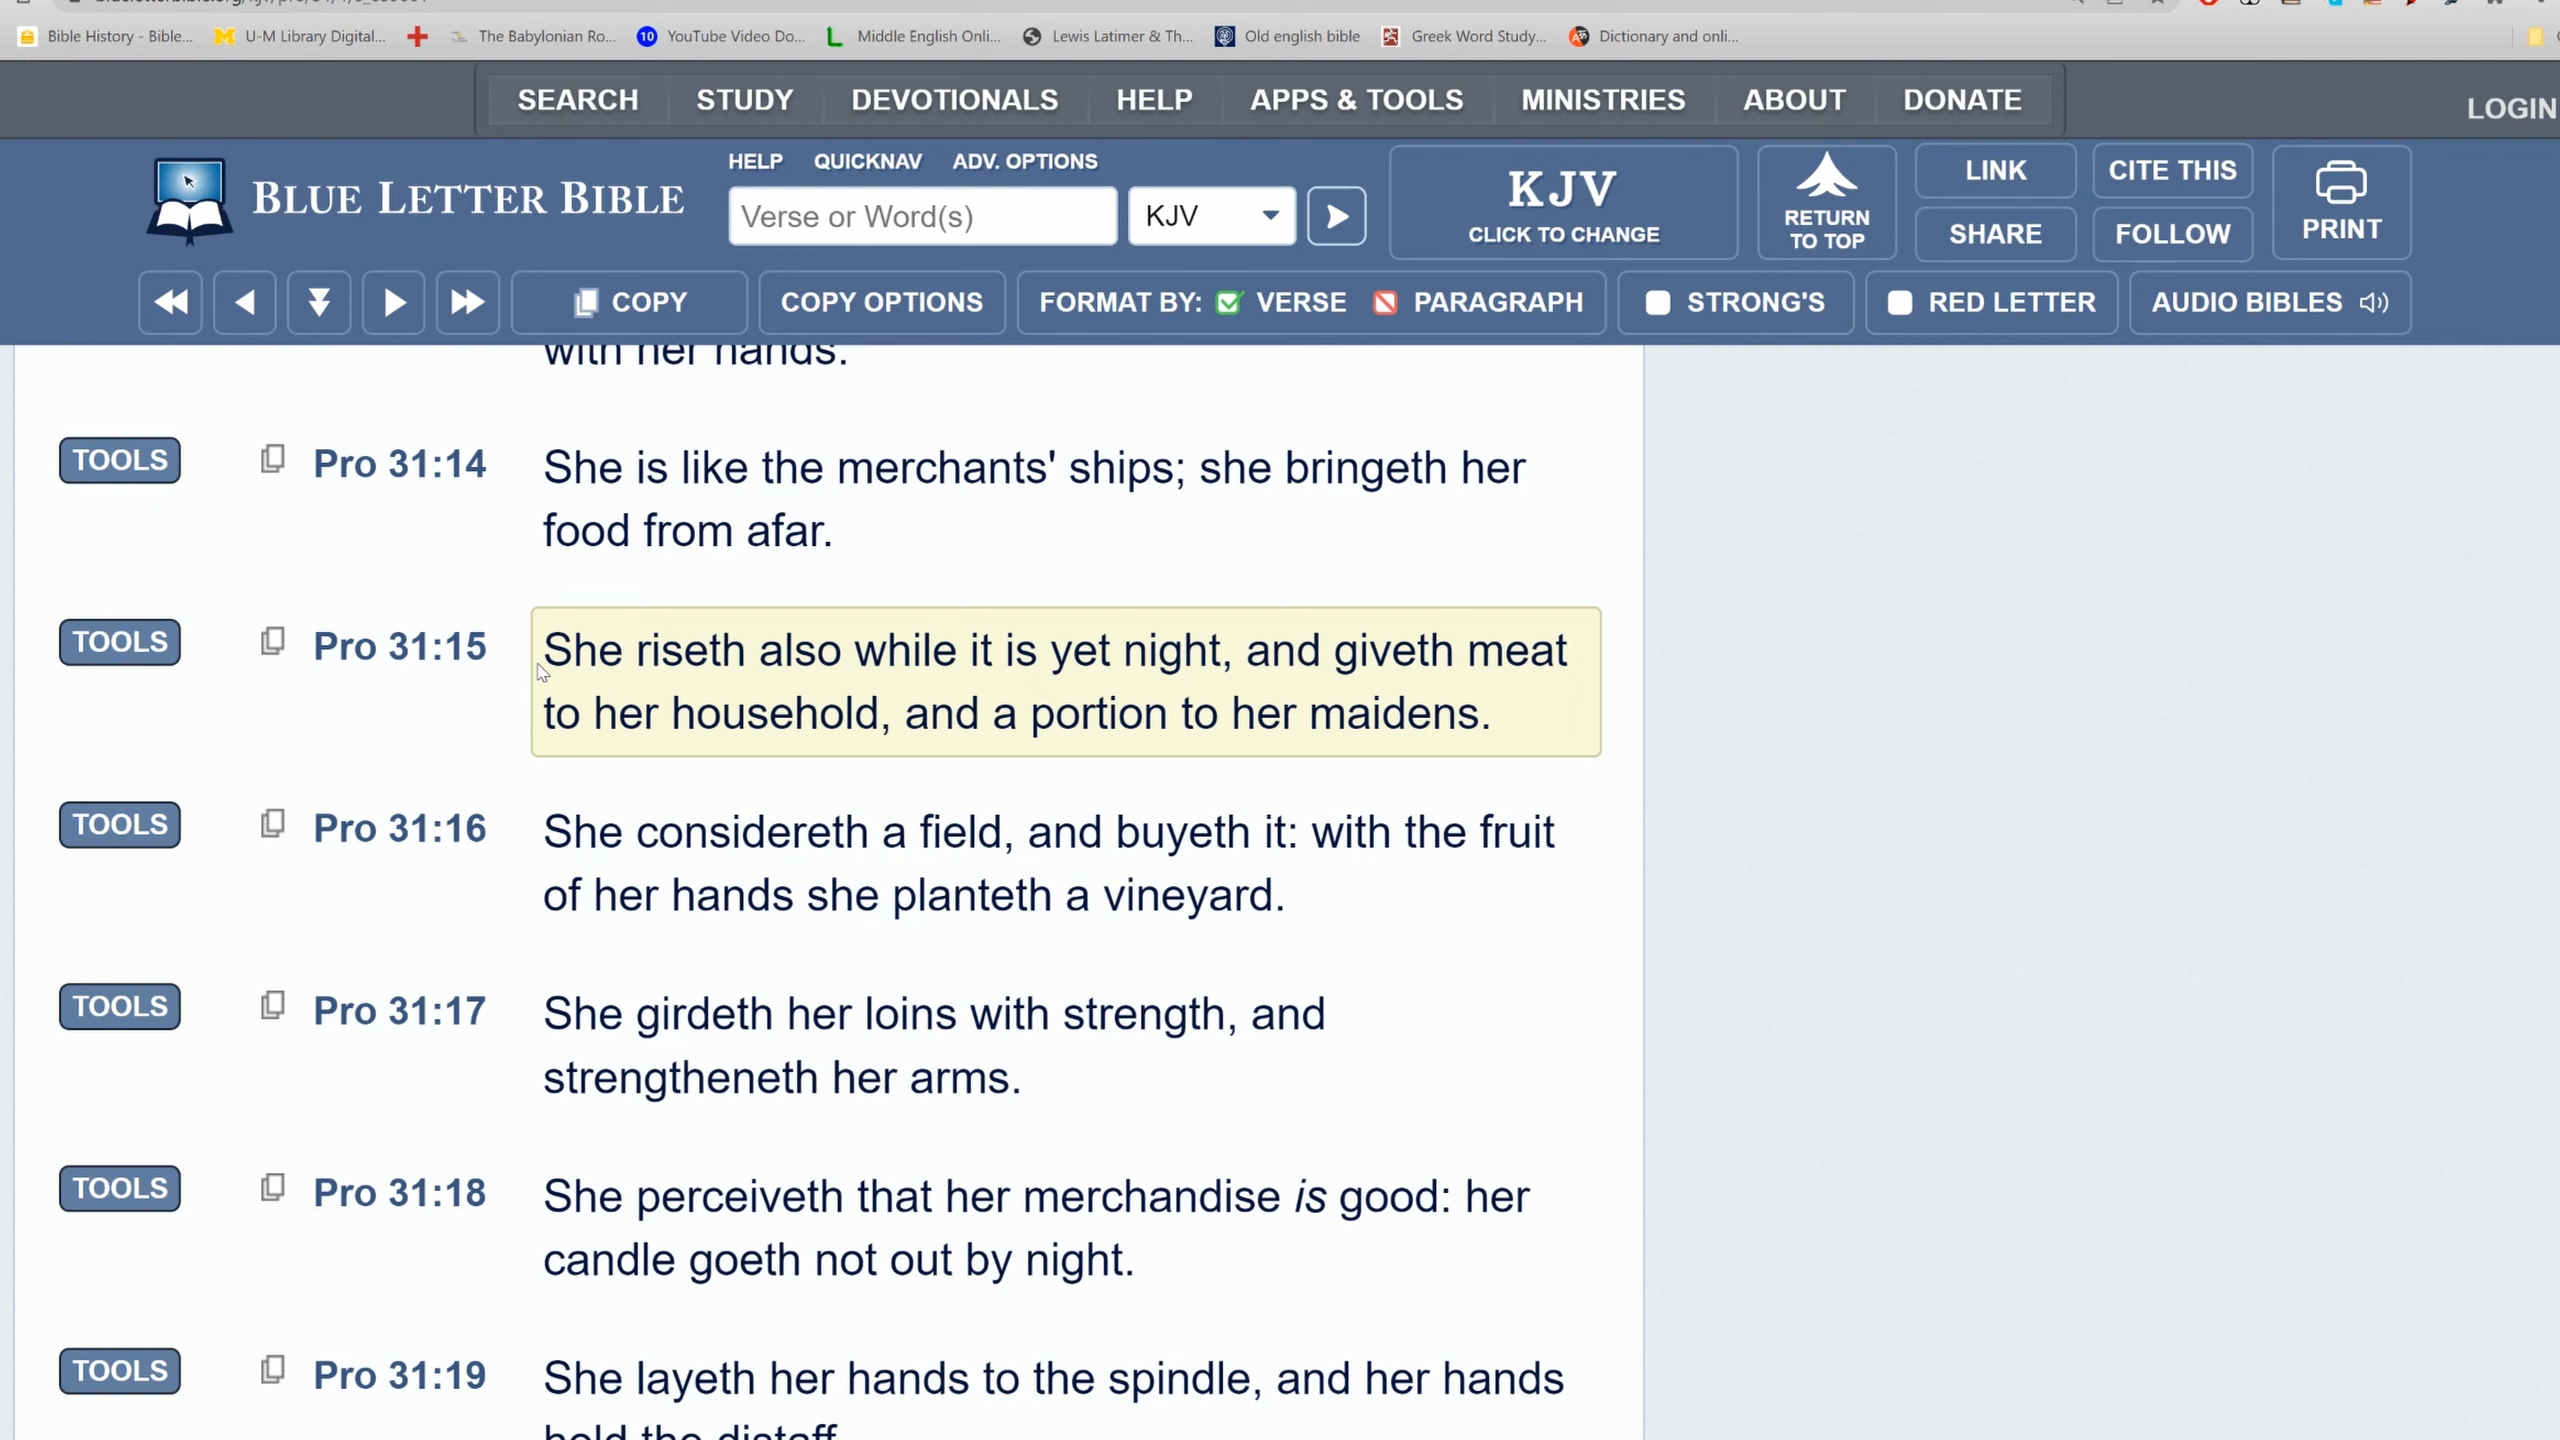 Bible History - Bible... U-M Library Digital... The Babylonian Ro... 10 YouTube Video Do... Middle English Onli... Lewis Latimer & Th... Old english bible Greek Word Study... Dictionary and onli...
SEARCH STUDY DEVOTIONALS HELP APPS & TOOLS MINISTRIES ABOUT DONATE LOGIN
HELP QUICKNAV ADV. OPTIONS
BLUE LETTER BIBLE Verse or Word(s) KJV
KJV
CLICK TO CHANGE
RETURN
TO TOP
LINK CITE THIS
SHARE FOLLOW
PRINT
COPY COPY OPTIONS FORMAT BY: VERSE PARAGRAPH STRONG'S RED LETTER AUDIO BIBLES
with her hands.
TOOLS Pro 31:14 She is like the merchants' ships; she bringeth her
food from afar.
TOOLS Pro 31:15 She riseth also while it is yet night, and giveth meat
to her household, and a portion to her maidens.
TOOLS Pro 31:16 She considereth a field, and buyeth it: with the fruit
of her hands she planteth a vineyard.
TOOLS Pro 31:17 She girdeth her loins with strength, and
strengtheneth her arms.
TOOLS Pro 31:18 She perceiveth that her merchandise is good: her
candle goeth not out by night.
TOOLS Pro 31:19 She layeth her hands to the spindle, and her hands
hold the distaff